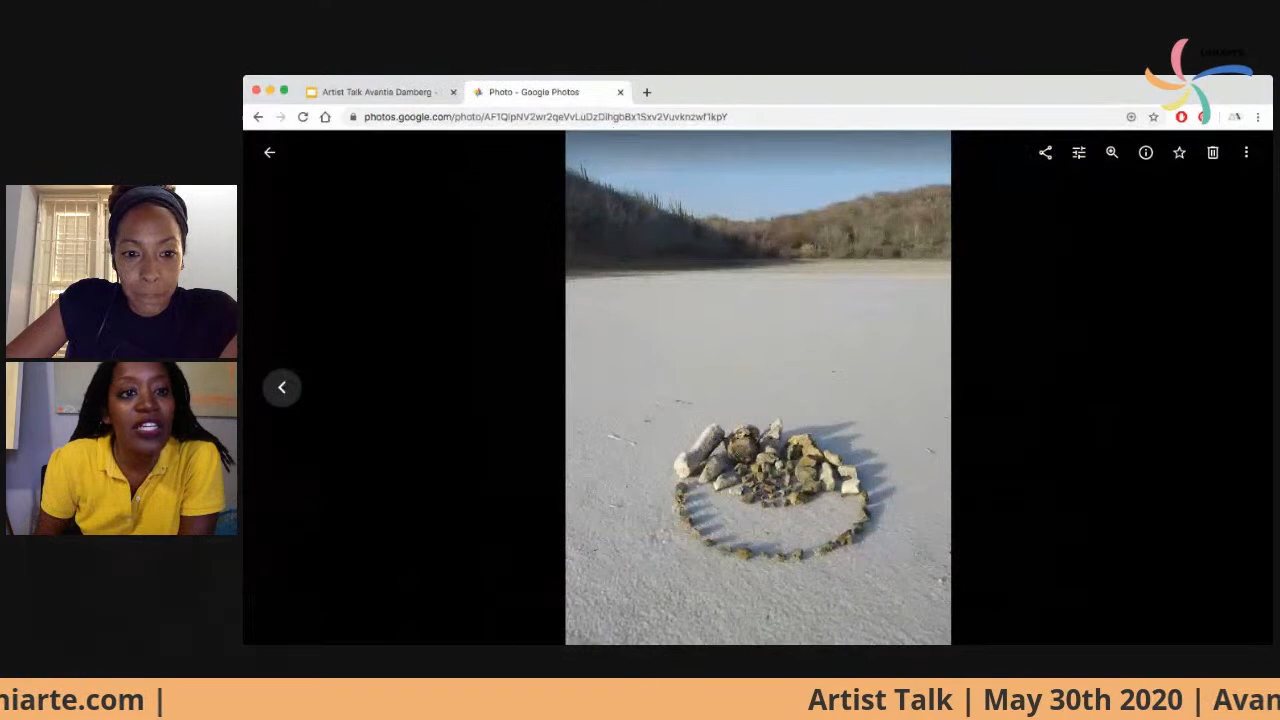 Artist Talk Avantia Damberg -
Photo - Google Photos
photos.google.com/photo/
niarte.com |
Artist Talk | May 30th 2020 | Avan